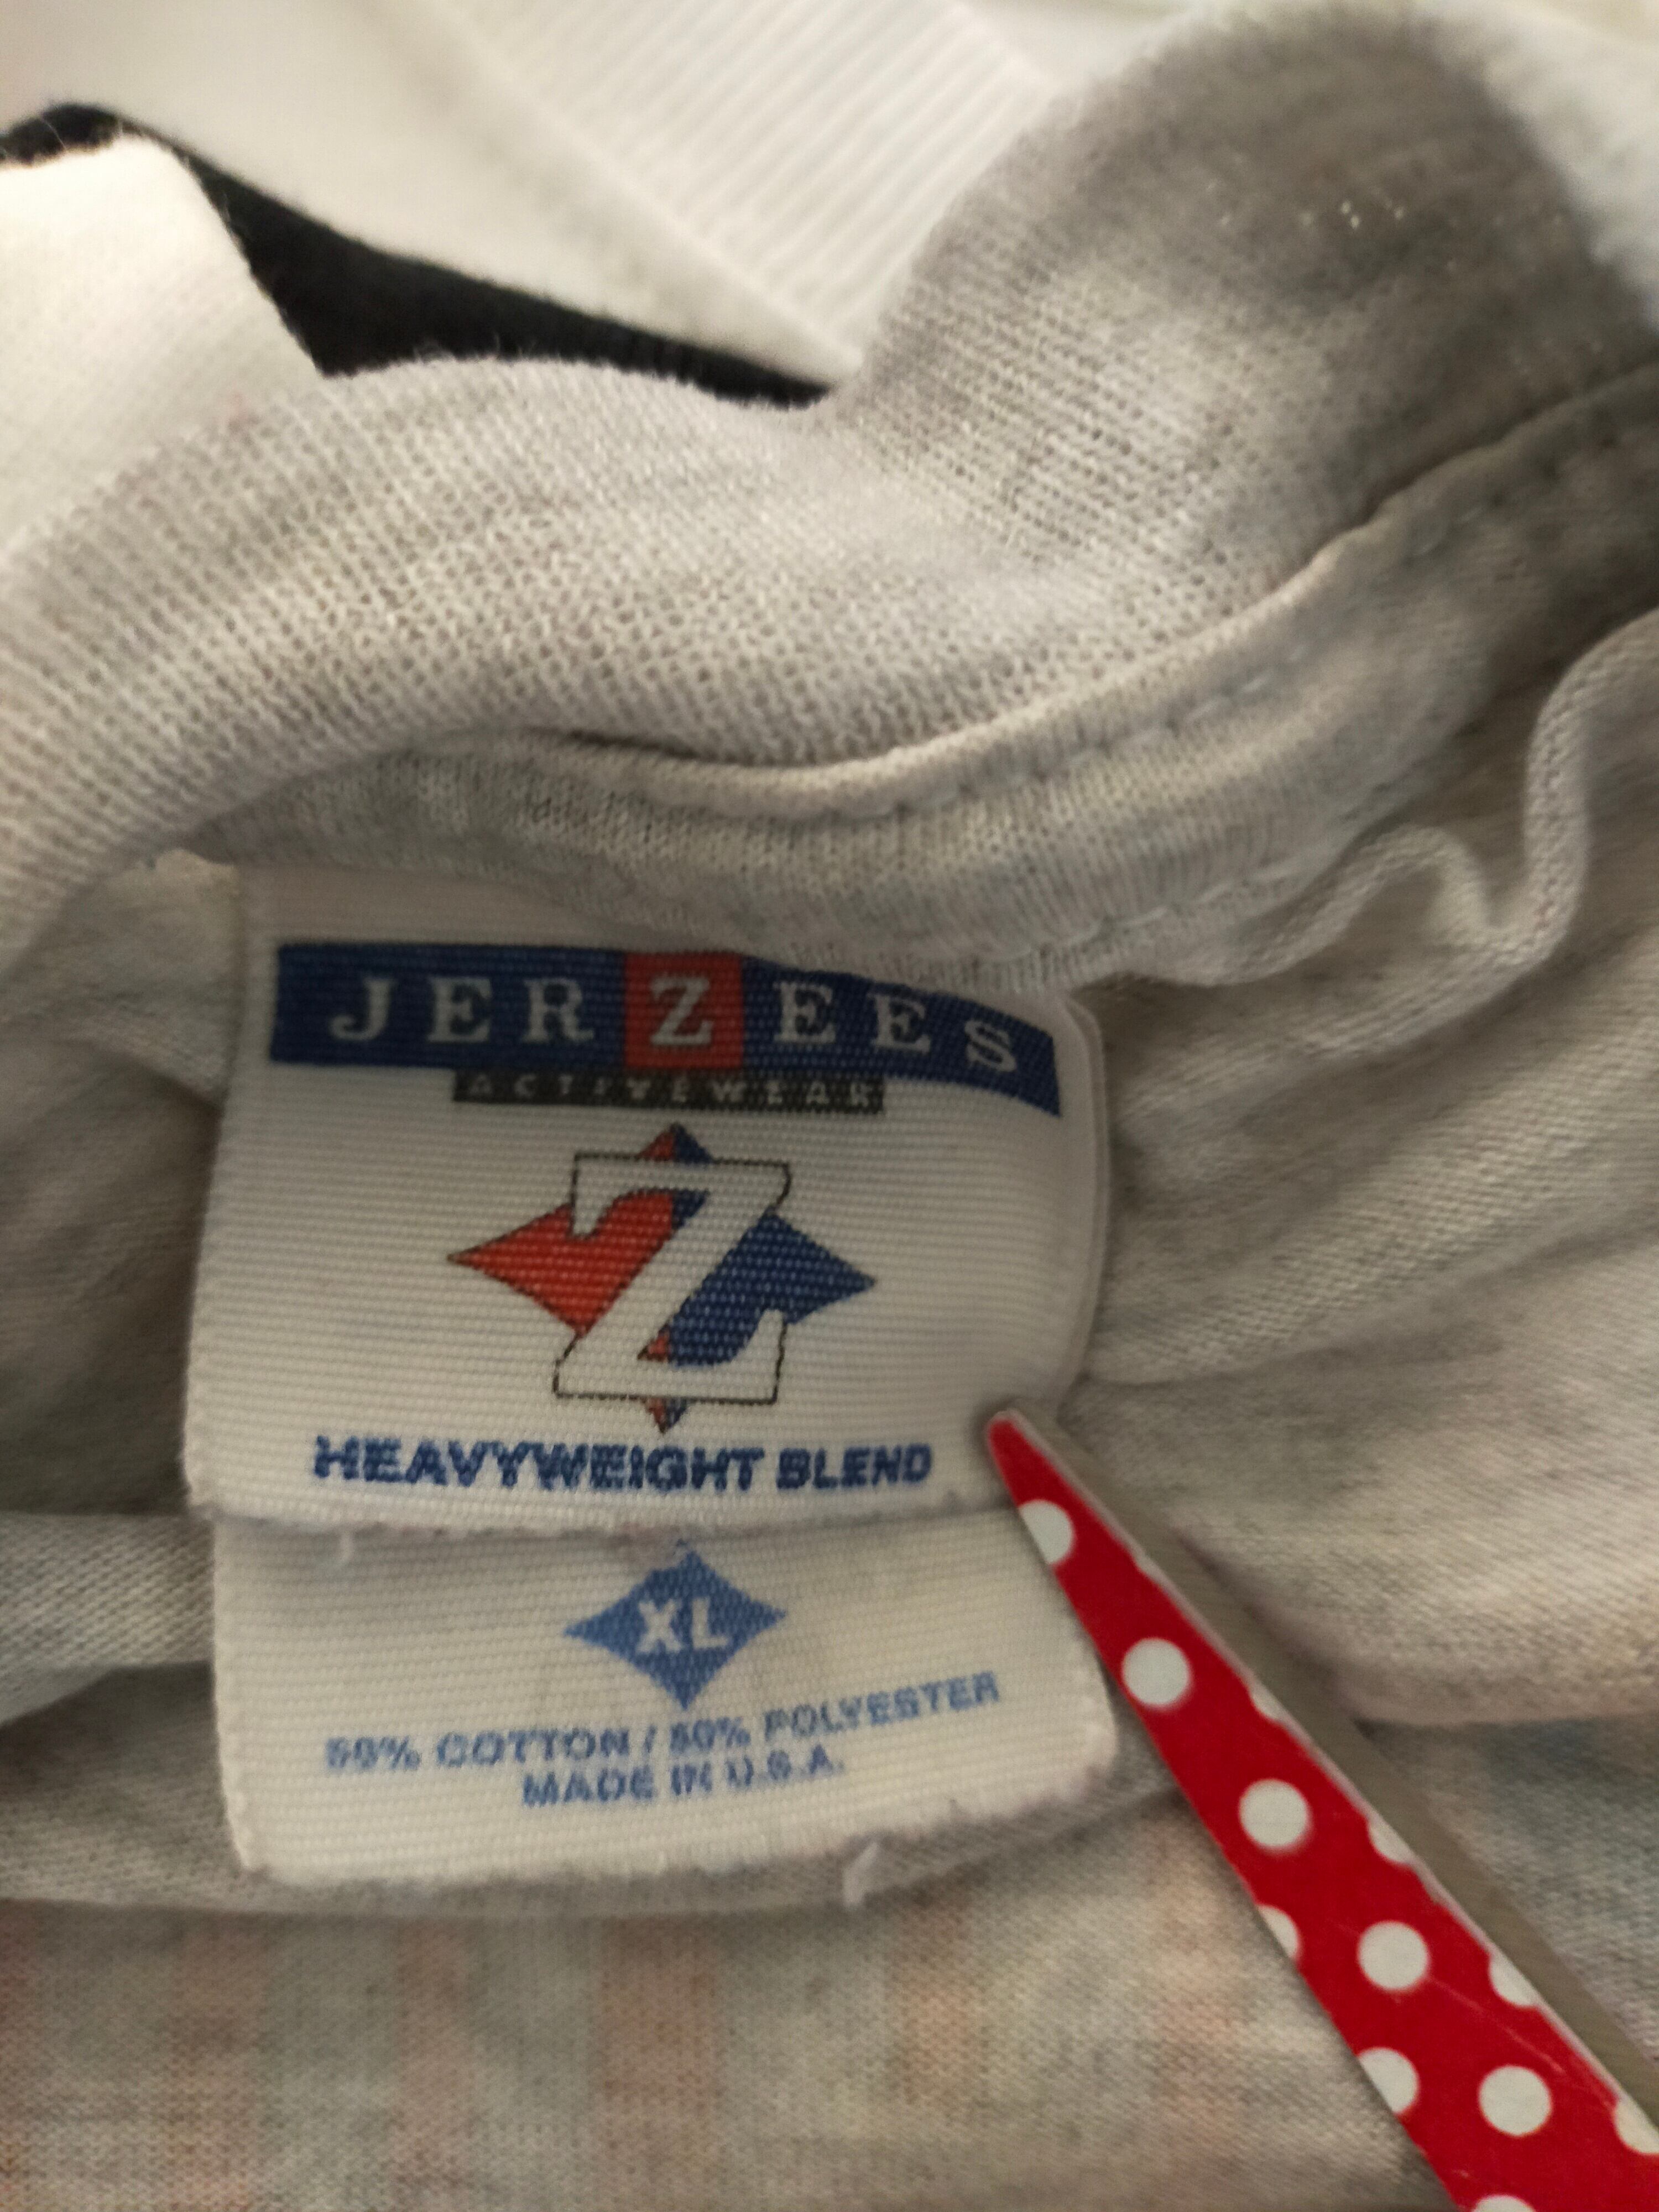 JERZEES
ACTIVEWEAR
Z
HEAVYWEIGHT BLEND
XL
50% COTTON / 50% POLYESTER
MADE IN U.S.A.